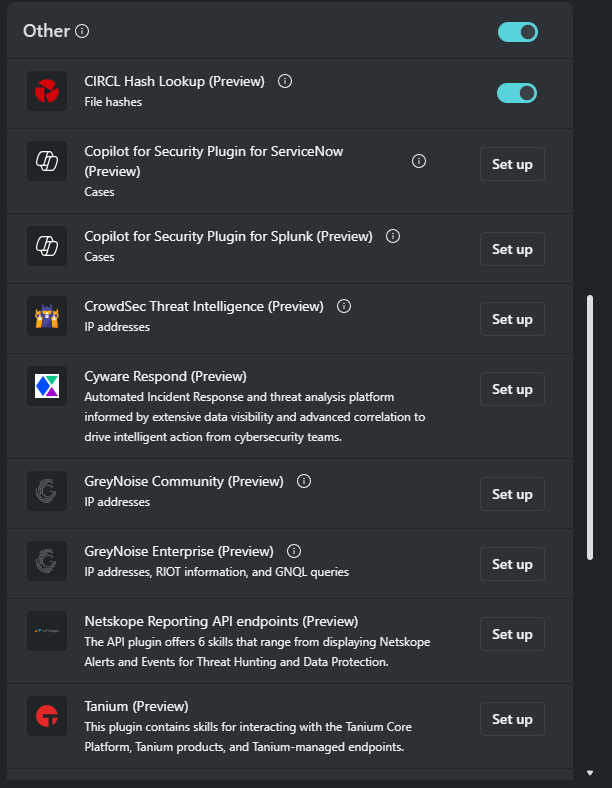 Other
CIRCL Hash Lookup (Preview)
File hashes
Copilot for Security Plugin for ServiceNow
(Preview)
Cases
Set up
Copilot for Security Plugin for Splunk (Preview)
Cases
Set up
CrowdSec Threat Intelligence (Preview)
IP addresses
Set up
Cyware Respond (Preview)
Automated Incident Response and threat analysis platform
informed by extensive data visibility and advanced correlation to
drive intelligent action from cybersecurity teams.
Set up
GreyNoise Community (Preview)
IP addresses
Set up
GreyNoise Enterprise (Preview)
IP addresses, RIOT information, and GNQL queries
Set up
Netskope Reporting API endpoints (Preview)
The API plugin offers 6 skills that range from displaying Netskope
Alerts and Events for Threat Hunting and Data Protection.
Set up
Tanium (Preview)
This plugin contains skills for interacting with the Tanium Core
Platform, Tanium products, and Tanium-managed endpoints.
Set up